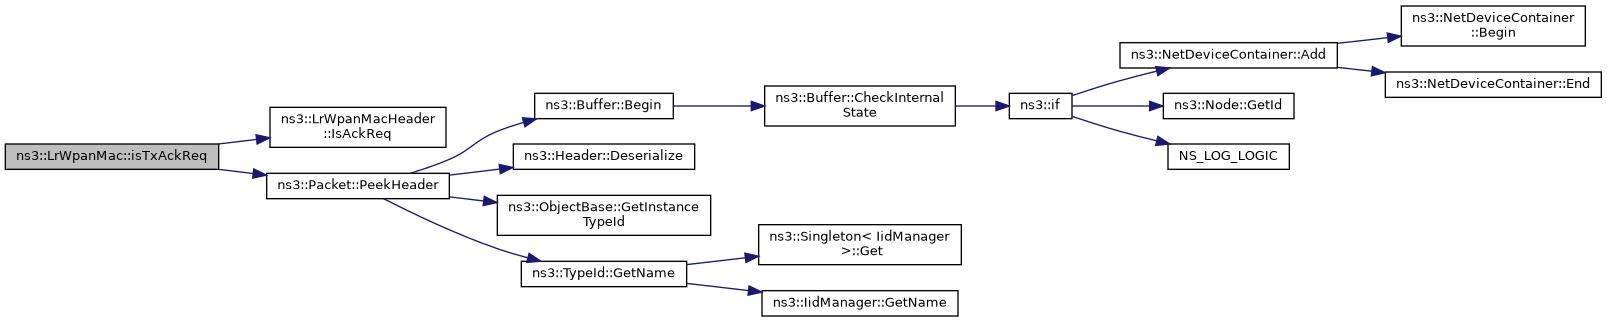 ns3::LrWpanMac::isTxAckReq
ns3::LrWpanMacHeader
::IsAckReq
ns3::Packet::PeekHeader
ns3::Buffer::Begin
ns3::Header::Deserialize
ns3::ObjectBase::GetInstance
TypeId
ns3::TypeId::GetName
ns3::Buffer::CheckInternal
State
ns3::Singleton< IidManager
>::Get
ns3::IidManager::GetName
ns3::if
ns3::NetDeviceContainer::Add
ns3::Node::GetId
NS_LOG_LOGIC
ns3::NetDeviceContainer
::Begin
ns3::NetDeviceContainer::End